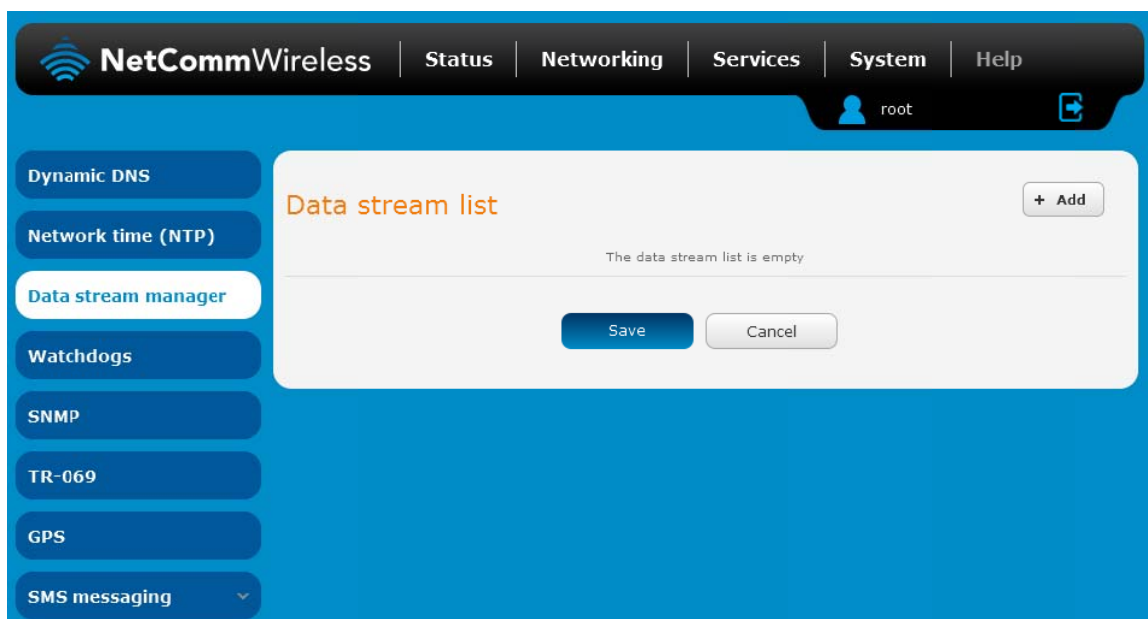 NetCommWireless
Status
Networking
Services
System
Help
root
Dynamic DNS
Network time (NTP)
Data stream manager
Watchdogs
SNMP
TR-069
GPS
SMS messaging
Data stream list
+ Add
The data stream list is empty
Save
Cancel